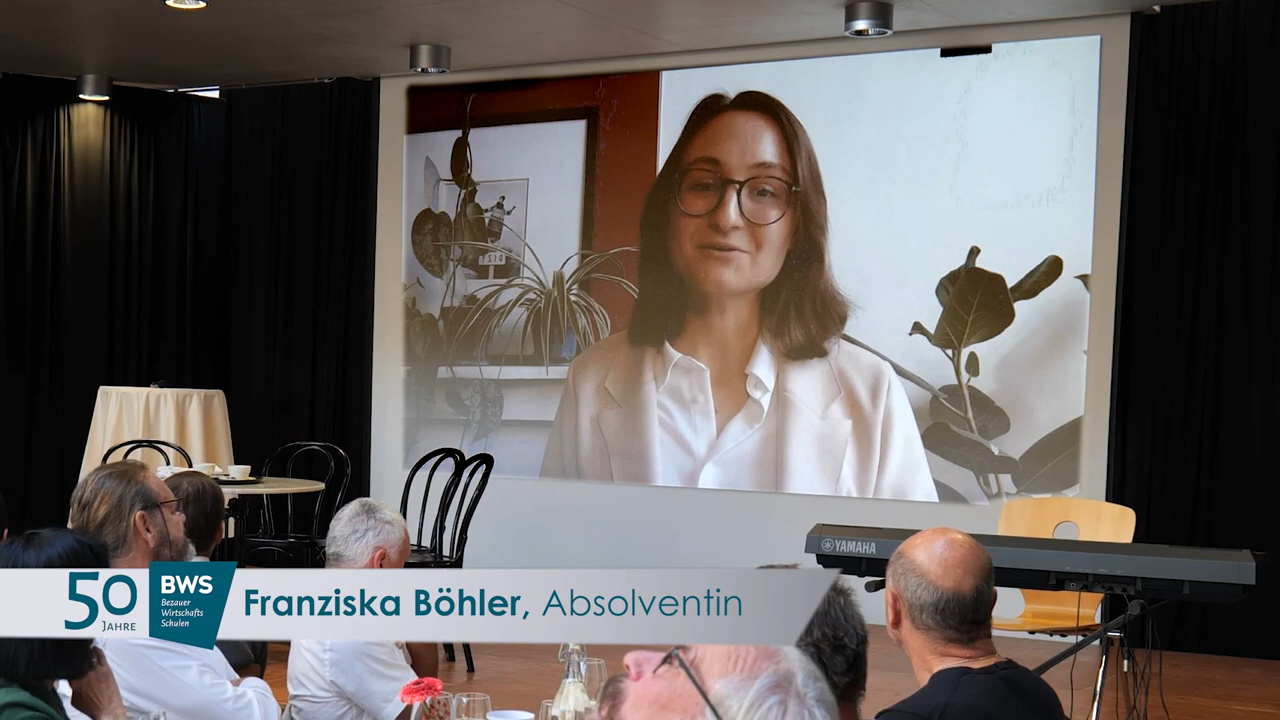 YAMAHA
50
JAHRE
BWS
Bezauer
Wirtschafts
Schulen
Franziska Böhler, Absolventin